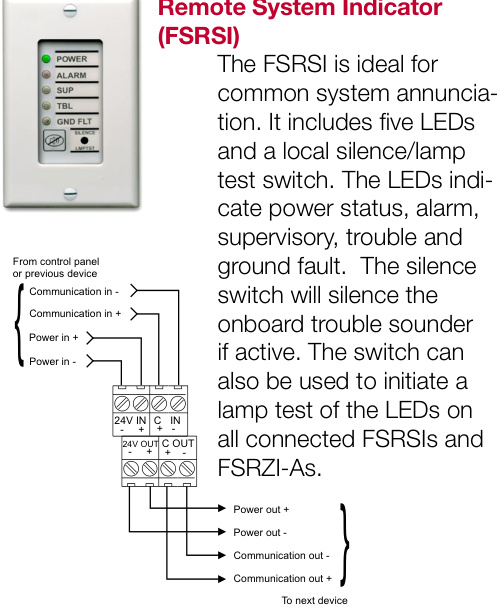 Remote System Indicator
(FSRSI)
POWER
ALARM
SUP
TBL
GND FLT
SILENCE
LMPTST
The FSRSI is ideal for
common system annuncia-
tion. It includes five LEDs
and a local silence/lamp
test switch. The LEDs indi-
cate power status, alarm,
supervisory, trouble and
ground fault.  The silence
switch will silence the
onboard trouble sounder
if active. The switch can
also be used to initiate a
lamp test of the LEDs on
all connected FSRSIs and
FSRZI-As.
From control panel
or previous device
Communication in -
Communication in +
Power in +
Power in -
24V IN C IN
- + + -
24V OUT C OUT
- + + -
Power out +
Power out -
Communication out -
Communication out +
To next device